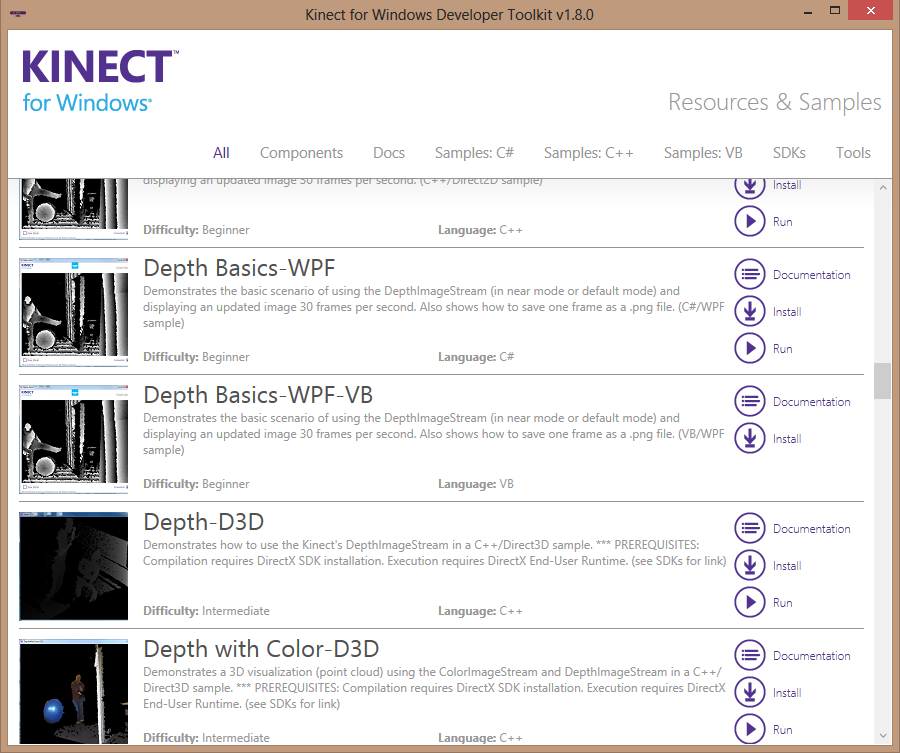 Kinect for Windows Developer Toolkit v1.8.0
KINECT™
for Windows®
Resources & Samples
All Components Docs Samples: C# Samples: C++ Samples: VB SDKs Tools
displaying an updated image 30 frames per second. (C++/Direct2D sample)
Install
Run
Difficulty: Beginner Language: C++
Depth Basics-WPF
Demonstrates the basic scenario of using the DepthImageStream (in near mode or default mode) and
displaying an updated image 30 frames per second. Also shows how to save one frame as a .png file. (C#/WPF
sample)
Difficulty: Beginner Language: C#
Documentation
Install
Run
Depth Basics-WPF-VB
Demonstrates the basic scenario of using the DepthImageStream (in near mode or default mode) and
displaying an updated image 30 frames per second. Also shows how to save one frame as a .png file. (VB/WPF
sample)
Difficulty: Beginner Language: VB
Documentation
Install
Depth-D3D
Demonstrates how to use the Kinect's DepthImageStream in a C++/Direct3D sample. *** PREREQUISITES:
Compilation requires DirectX SDK installation. Execution requires DirectX End-User Runtime. (see SDKs for link)
Difficulty: Intermediate Language: C++
Documentation
Install
Run
Depth with Color-D3D
Demonstrates a 3D visualization (point cloud) using the ColorImageStream and DepthImageStream in a C++/
Direct3D sample. *** PREREQUISITES: Compilation requires DirectX SDK installation. Execution requires DirectX
End-User Runtime. (see SDKs for link)
Difficulty: Intermediate Language: C++
Documentation
Install
Run